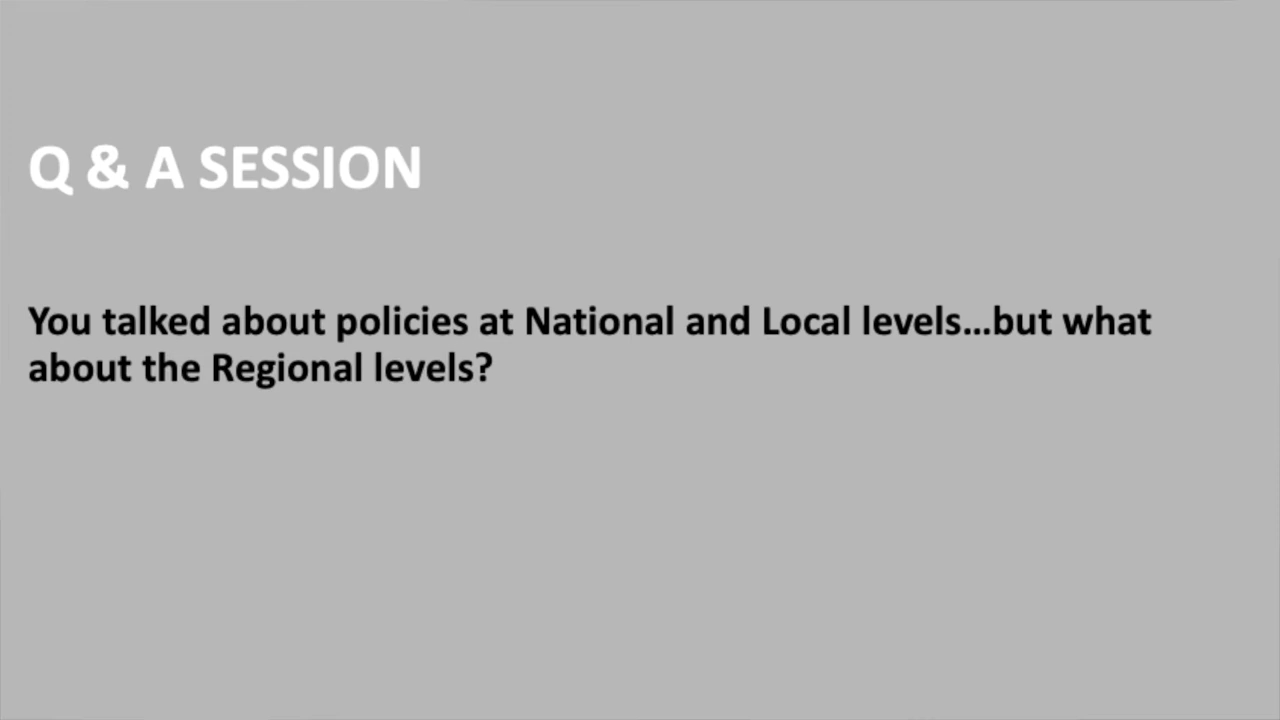 Q & A SESSION
You talked about policies at National and Local levels...but what
about the Regional levels?